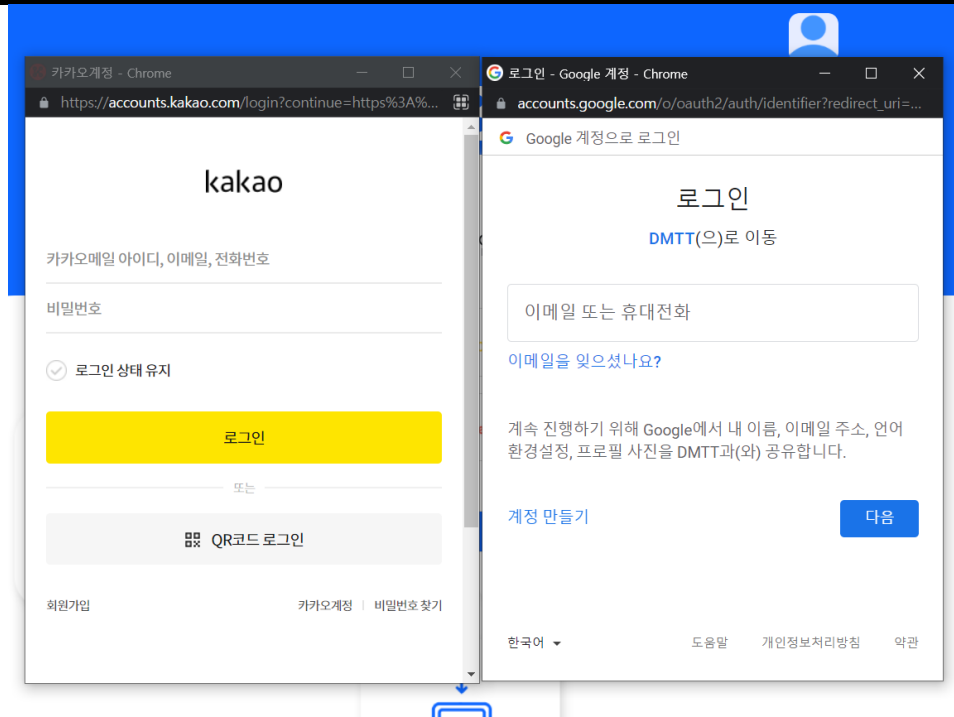 카카오계정 - Chrome
https://accounts.kakao.com/login?continue=https%3A%...
kakao
카카오메일 아이디, 이메일, 전화번호
비밀번호
로그인 상태 유지
로그인
또는
QR코드 로그인
회원가입
카카오계정 | 비밀번호 찾기
로그인 - Google 계정 - Chrome
accounts.google.com/o/oauth2/auth/identifier?redirect_uri=...
Google 계정으로 로그인
로그인
DMTT(으)로 이동
이메일 또는 휴대전화
이메일을 잊으셨나요?
계속 진행하기 위해 Google에서 내 이름, 이메일 주소, 언어
환경설정, 프로필 사진을 DMTT과(와) 공유합니다.
계정 만들기
다음
한국어
도움말
개인정보처리방침
약관